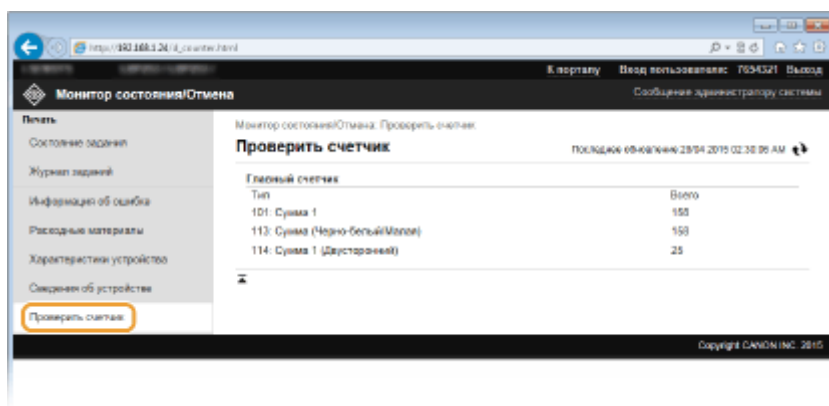 http://192.168.1.24/d_counter.html
К порталу Вход пользователя: 7654321 Выход
Монитор состояния/Отмена
Сообщение администратору системы
Печать
Состояние задания
Журнал заданий
Информация об ошибка
Расходные материалы
Характеристики устройства
Сведения об устройстве
Проверить счетчик
Монитор состояния/Отмена: Проверить счетчик
Проверить счетчик
Последнее обновление 28/04 2015 02:30:06 AM
Главный счетчик
Тип Всего
101: Сумма 1 158
113: Сумма (Черно-белый/Малая) 158
114: Сумма 1 (Двусторонний) 25
Copyright CANON INC. 2015